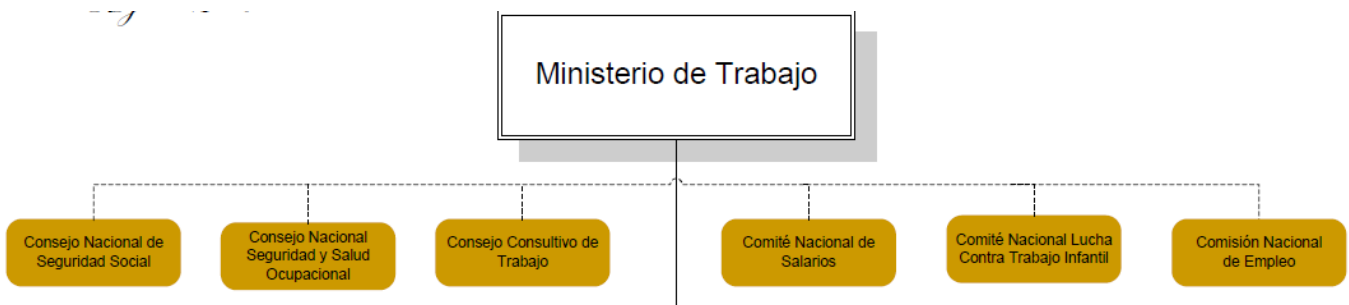 Ministerio de Trabajo
Consejo Nacional de
Seguridad Social
Consejo Nacional
Seguridad y Salud
Ocupacional
Consejo Consultivo de
Trabajo
Comité Nacional de
Salarios
Comité Nacional Lucha
Contra Trabajo Infantil
Comisión Nacional
de Empleo